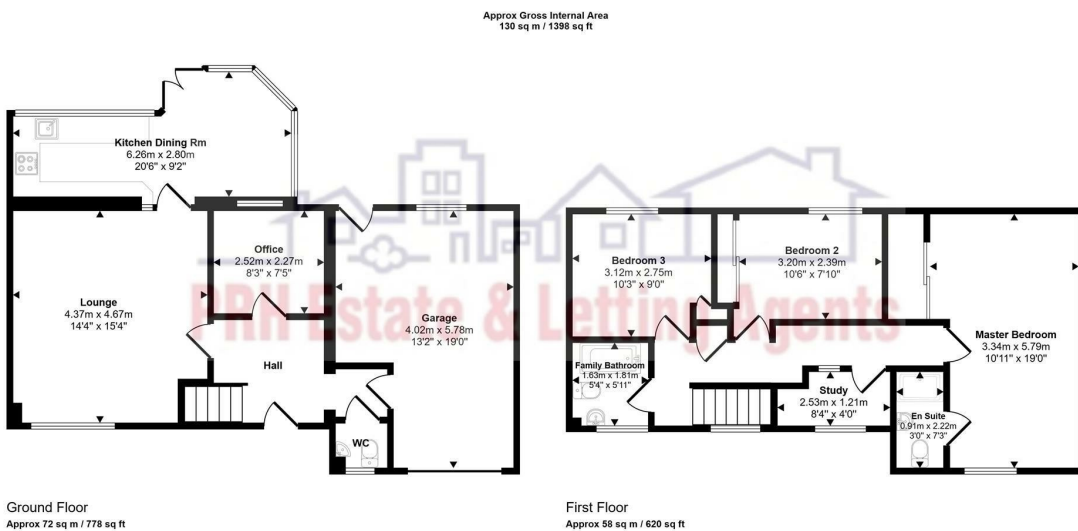 Approx Gross Internal Area
130 sq m / 1398 sq ft
Kitchen Dining Rm
6.26m x 2.80m
20'6" x 9'2"
Office
2.52m x 2.27m
8'3" x 7'5"
Lounge
4.37m x 4.67m
14'4" x 15'4"
Garage
4.02m x 5.78m
13'2" x 19'0"
Hall
WC
Bedroom 3
3.12m x 2.75m
10'3" x 9'0"
Bedroom 2
3.20m x 2.39m
10'6" x 7'10"
Master Bedroom
3.34m x 5.79m
10'11" x 19'0"
Family Bathroom
1.63m x 1.81m
5'4" x 5'11"
Study
2.53m x 1.21m
8'4" x 4'0"
En Suite
0.91m x 2.22m
3'0" x 7'3"
PRH Estate & Letting Agents
Ground Floor
Approx 72 sq m / 778 sq ft
First Floor
Approx 58 sq m / 620 sq ft